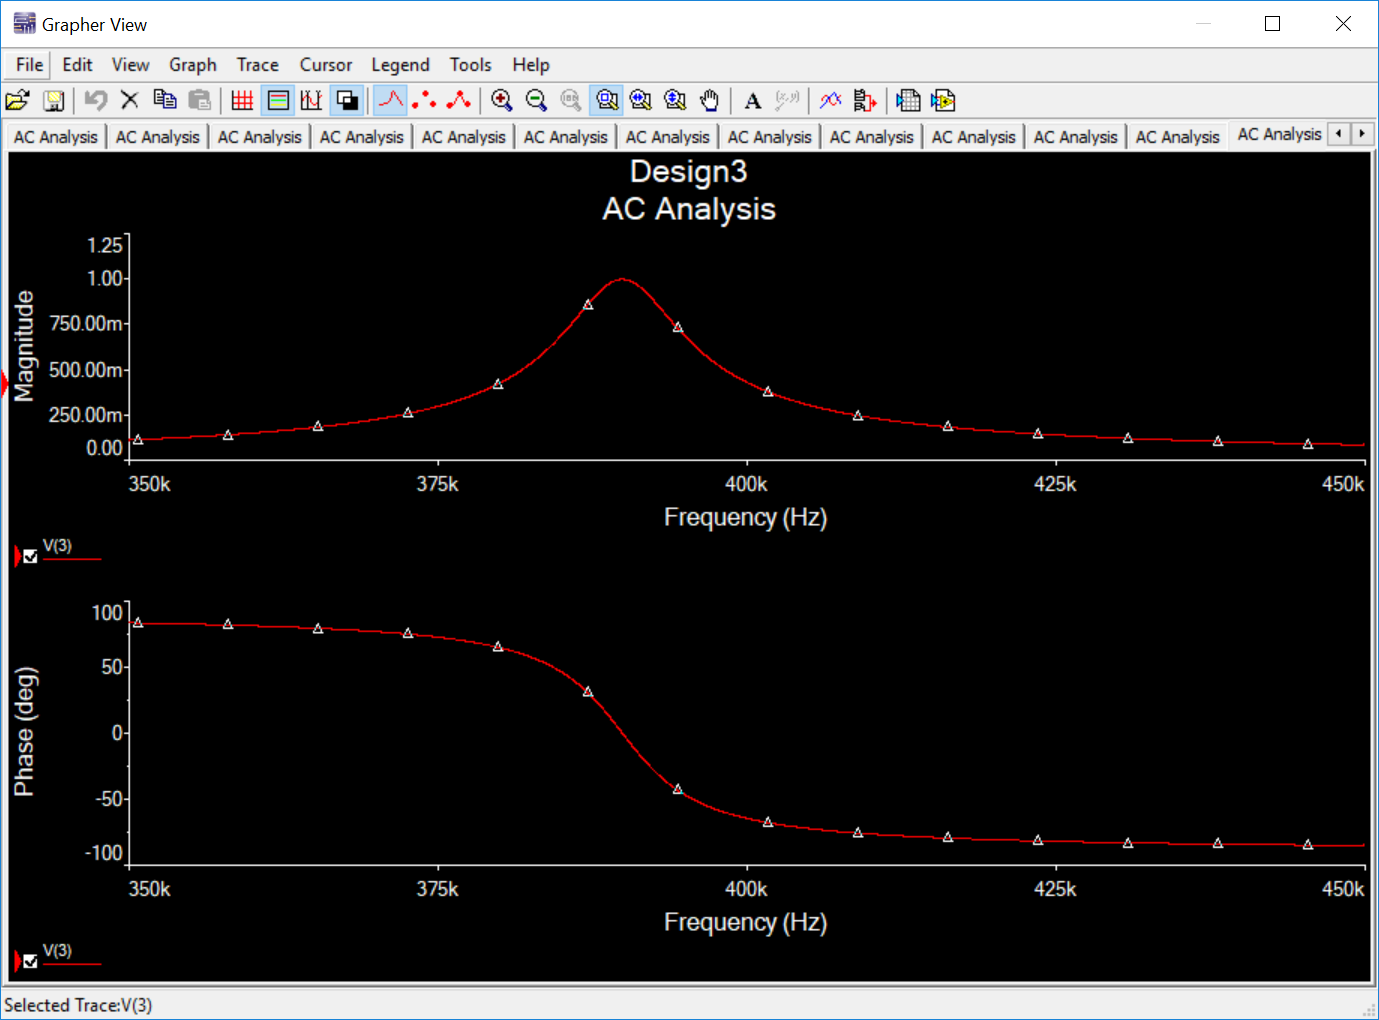 Grapher View
File Edit View Graph Trace Cursor Legend Tools Help
A
AC Analysis AC Analysis AC Analysis AC Analysis AC Analysis AC Analysis AC Analysis AC Analysis AC Analysis AC Analysis AC Analysis AC Analysis AC Analysis
Design3
AC Analysis
Magnitude
1.25
1.00
750.00m
500.00m
250.00m
0.00
350k 375k 400k 425k 450k
Frequency (Hz)
V(3)
Phase (deg)
100
50
0
-50
-100
350k 375k 400k 425k 450k
Frequency (Hz)
V(3)
Selected Trace:V(3)